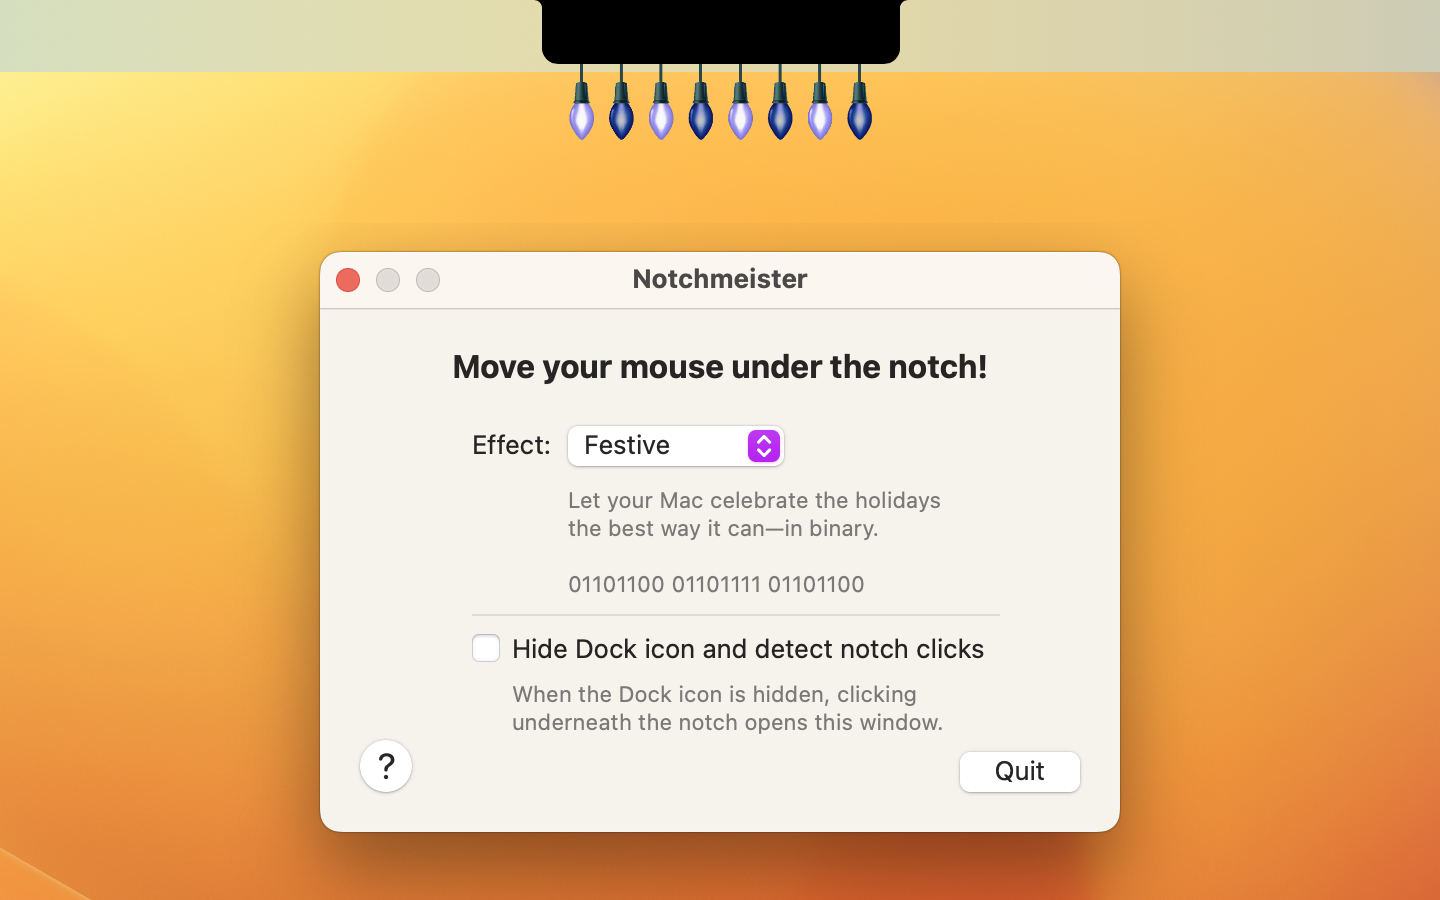 Notchmeister
Move your mouse under the notch!
Effect: Festive
Let your Mac celebrate the holidays
the best way it can—in binary.
01101100 01101111 01101100
Hide Dock icon and detect notch clicks
When the Dock icon is hidden, clicking
underneath the notch opens this window.
?
Quit